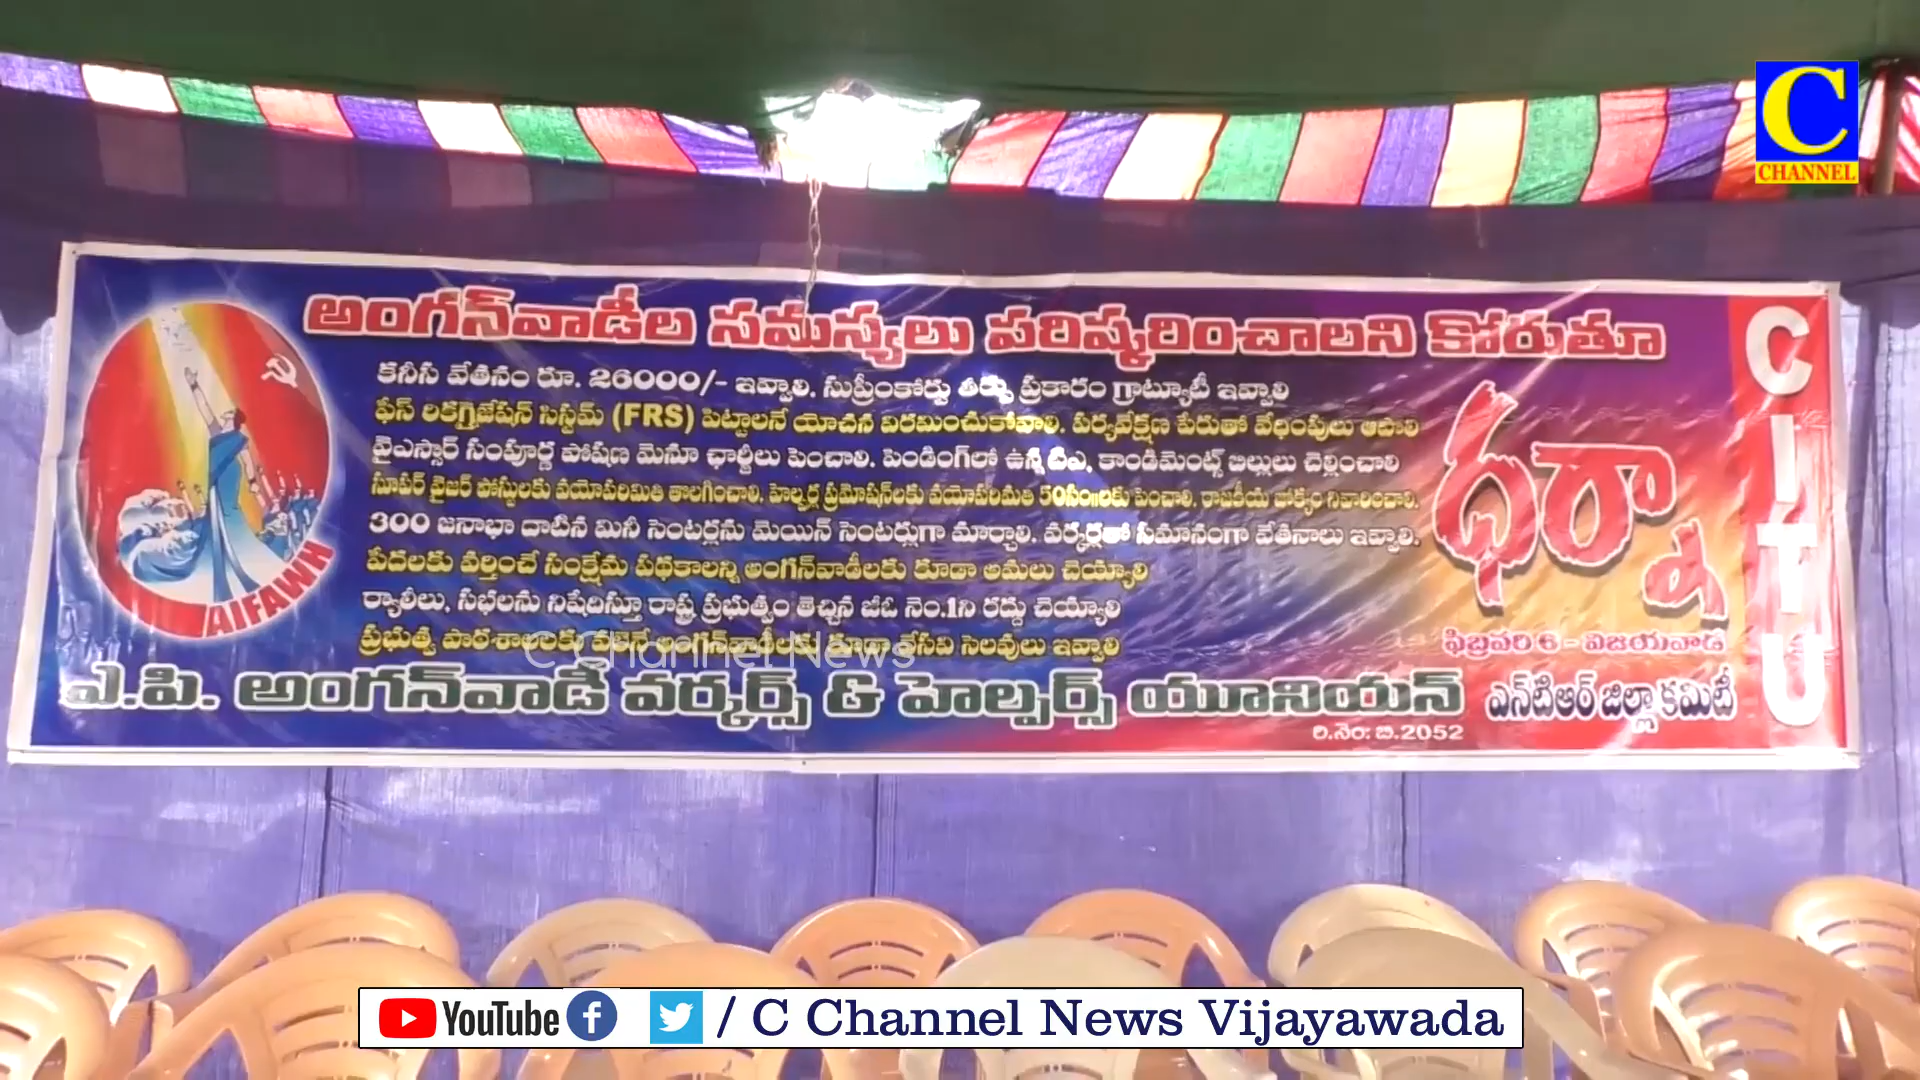 C
CHANNEL
అంగన్‌వాడీల సమస్యలు పరిష్కరించాలని కోరుతూ
కనీస వేతనం రూ. 26000/- ఇవ్వాలి. సుప్రీంకోర్టు తీర్పు ప్రకారం గ్రాట్యూటీ ఇవ్వాలి
ఫేస్ రికగ్నైజేషన్ సిస్టమ్ (FRS) పెట్టాలనే యోచన విరమించుకోవాలి. పర్యవేక్షణ పేరుతో వేధింపులు ఆపాలి
వైఎస్సార్ సంపూర్ణ పోషణ మెనూ ఛార్జీలు పెంచాలి. పెండింగ్‌లో ఉన్న టిఎ, కాండిమెంట్స్ బిల్లులు చెల్లించాలి
సూపర్ వైజర్ పోస్టులకు వయోపరిమితి తొలగించాలి. హెల్పర్ల ప్రమోషన్‌లకు వయోపరిమితి 50సం॥లకు పెంచాలి. రాజకీయ జోక్యం నివారించాలి.
300 జనాభా దాటిన మినీ సెంటర్లను మెయిన్ సెంటర్లుగా మార్చాలి. వర్కర్లతో సమానంగా వేతనాలు ఇవ్వాలి.
పేదలకు వర్తించే సంక్షేమ పథకాలన్ని అంగన్‌వాడీలకు కూడా అమలు చెయ్యాలి
ర్యాలీలు, సభలను నిషేదిస్తూ రాష్ట్ర ప్రభుత్వం తెచ్చిన జీఓ నెం.1ని రద్దు చెయ్యాలి
ప్రభుత్వ పాఠశాలలకు వలెనే అంగన్‌వాడీలకు కూడా వేసవి సెలవులు ఇవ్వాలి
ధర్నా
ఫిబ్రవరి 6 - విజయవాడ
AIFAWH
C Channel News
ఎ.పి. అంగన్‌వాడీ వర్కర్స్ & హెల్పర్స్ యూనియన్ ఎన్‌టిఆర్ జిల్లా కమిటీ
రి.నెం: బి.2052
CITU
YouTube / C Channel News Vijayawada